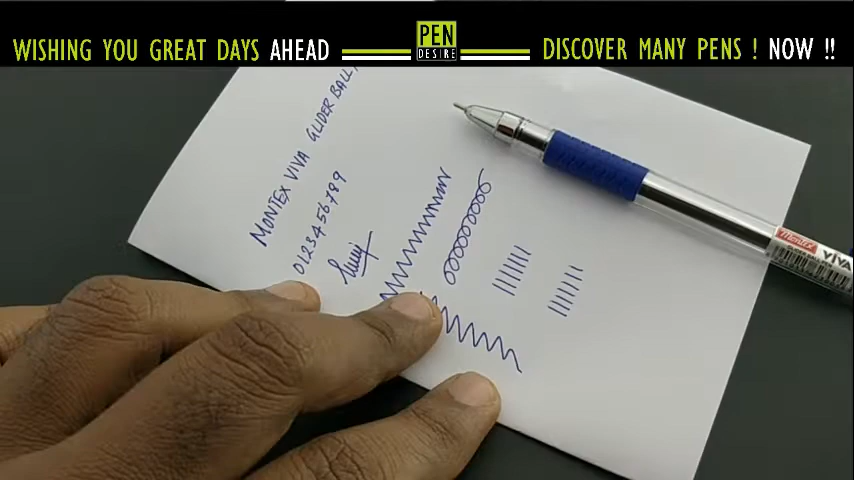 WISHING YOU GREAT DAYS AHEAD
PEN
DESIRE
DISCOVER MANY PENS ! NOW !!
MONTEX VIVA GLIDER BALL
0123456789
Montex
VIVA